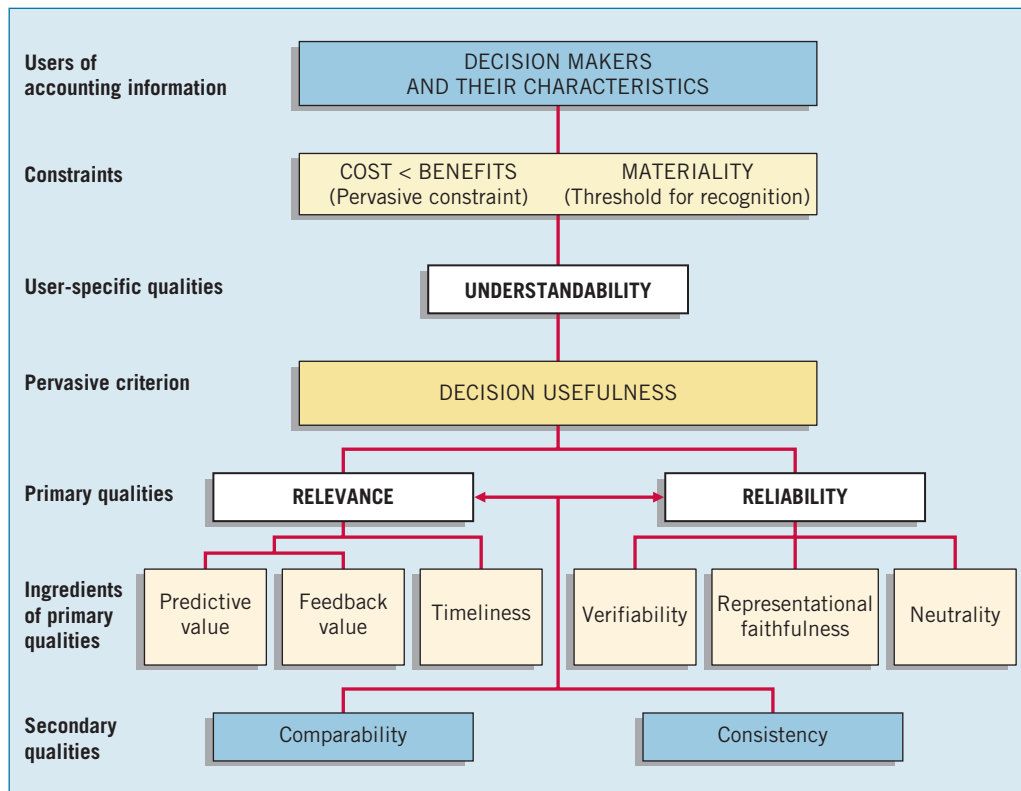 Users of
accounting information
DECISION MAKERS
AND THEIR CHARACTERISTICS
Constraints
COST < BENEFITS
(Pervasive constraint)
MATERIALITY
(Threshold for recognition)
User-specific qualities
UNDERSTANDABILITY
Pervasive criterion
DECISION USEFULNESS
Primary qualities
RELEVANCE
RELIABILITY
Ingredients
of primary
qualities
Predictive
value
Feedback
value
Timeliness
Verifiability
Representational
faithfulness
Neutrality
Secondary
qualities
Comparability
Consistency